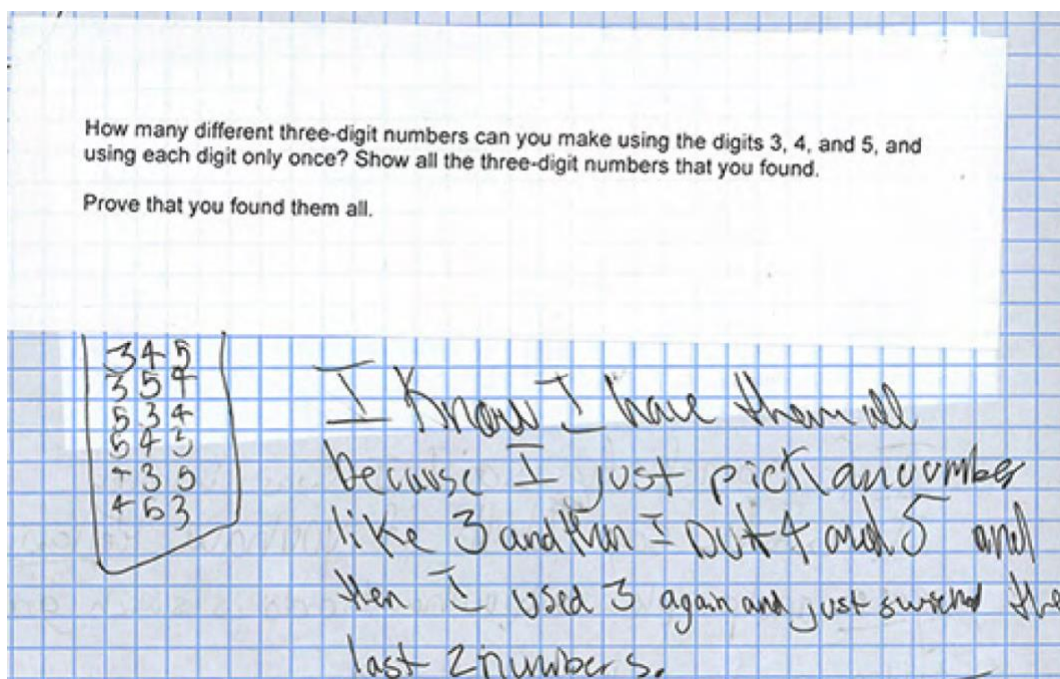 How many different three-digit numbers can you make using the digits 3, 4, and 5, and
using each digit only once? Show all the three-digit numbers that you found.
Prove that you found them all.
345
354
534
543
435
453
I Know I have them all
because I just pick a number
like 3 and then I put 4 and 5 and
then I used 3 again and just switched the
last 2 numbers.